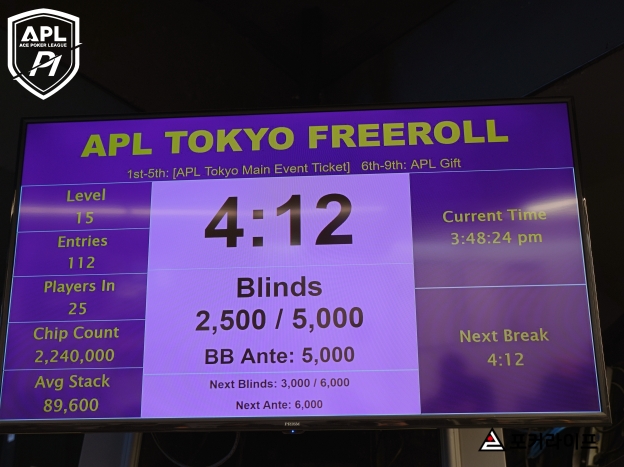 APL
ACE POKER LEAGUE
APL TOKYO FREEROLL
1st-5th: [APL Tokyo Main Event Ticket] 6th-9th: APL Gift
Level
15
Entries
112
Players In
25
Chip Count
2,240,000
Avg Stack
89,600
4:12
Blinds
2,500 / 5,000
BB Ante: 5,000
Next Blinds: 3,000 / 6,000
Next Ante: 6,000
Current Time
3:48:24 pm
Next Break
4:12
포커라이프